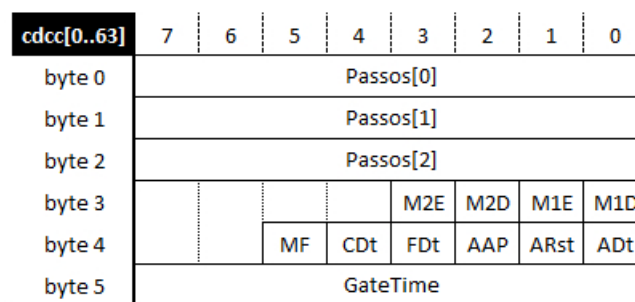 cdcc[0..63] 7 6 5 4 3 2 1 0
byte 0 Passos[0]
byte 1 Passos[1]
byte 2 Passos[2]
byte 3 M2E M2D M1E M1D
byte 4 MF CDt FDt AAP ARst ADt
byte 5 GateTime